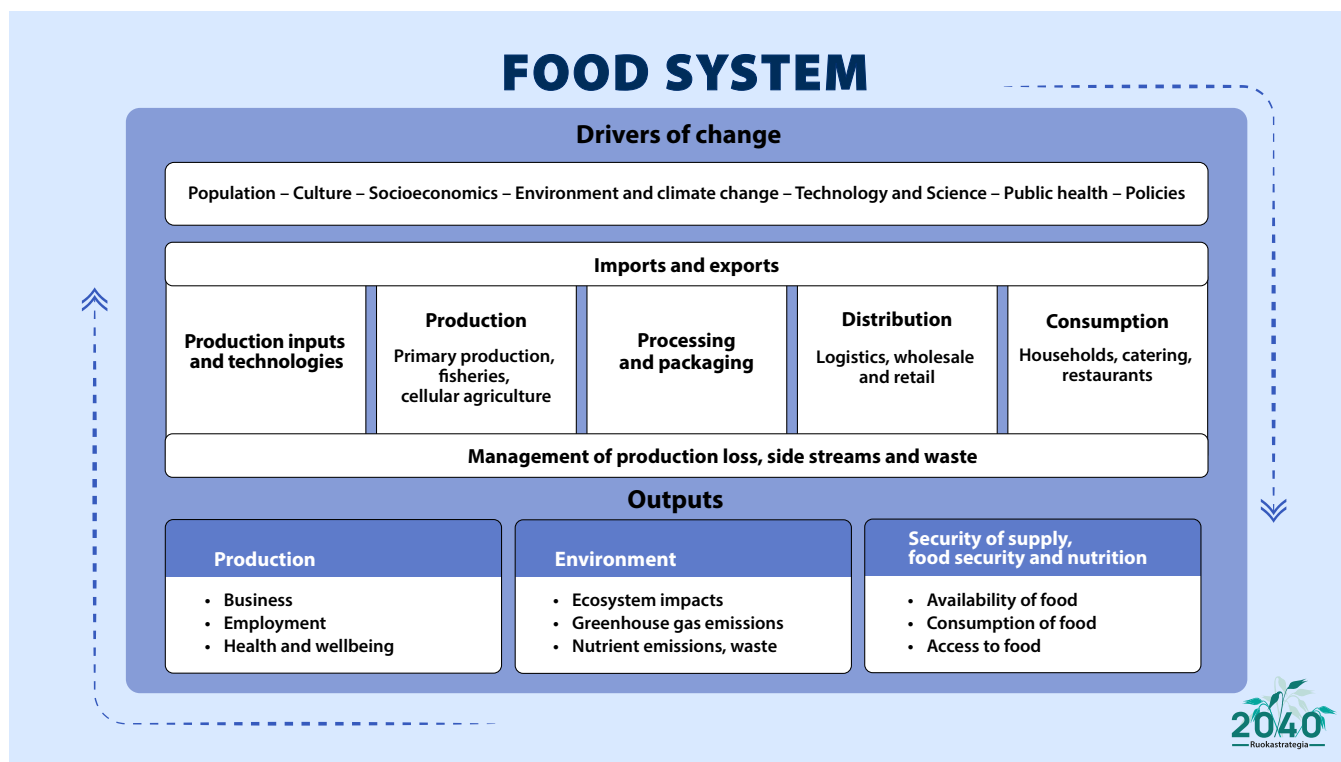 FOOD SYSTEM
Drivers of change
Population – Culture – Socioeconomics – Environment and climate change – Technology and Science – Public health – Policies
Imports and exports
Production inputs
and technologies
Production
Primary production,
fisheries,
cellular agriculture
Processing
and packaging
Distribution
Logistics, wholesale
and retail
Consumption
Households, catering,
restaurants
Management of production loss, side streams and waste
Outputs
Production
• Business
• Employment
• Health and wellbeing
Environment
• Ecosystem impacts
• Greenhouse gas emissions
• Nutrient emissions, waste
Security of supply,
food security and nutrition
• Availability of food
• Consumption of food
• Access to food
2040
Ruokastrategia